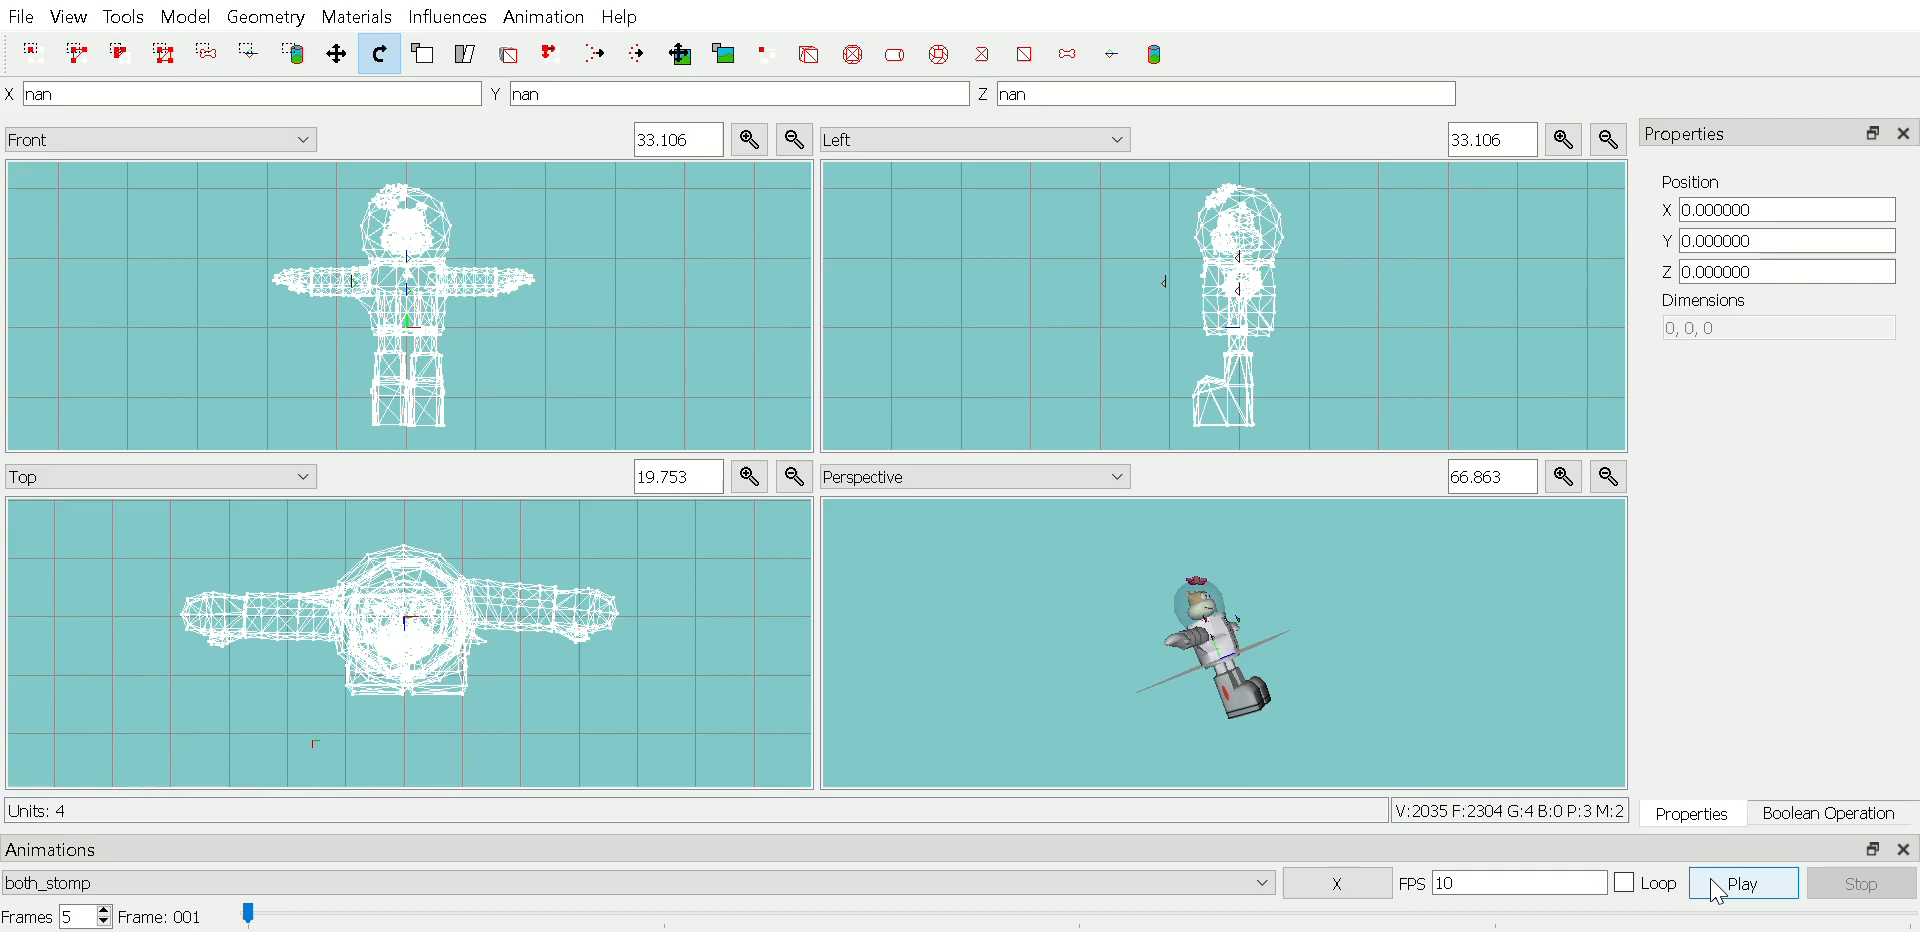 File View Tools Model Geometry Materials Influences Animation Help
X nan Y nan Z nan
Front 33.106 Left 33.106
Properties
Position
X 0.000000
Y 0.000000
Z 0.000000
Dimensions
0, 0, 0
Top 19.753 Perspective 66.863
Units: 4 V:2035 F:2304 G:4 B:0 P:3 M:2
Properties Boolean Operation
Animations
both_stomp X FPS 10 Loop Play Stop
Frames 5 Frame: 001